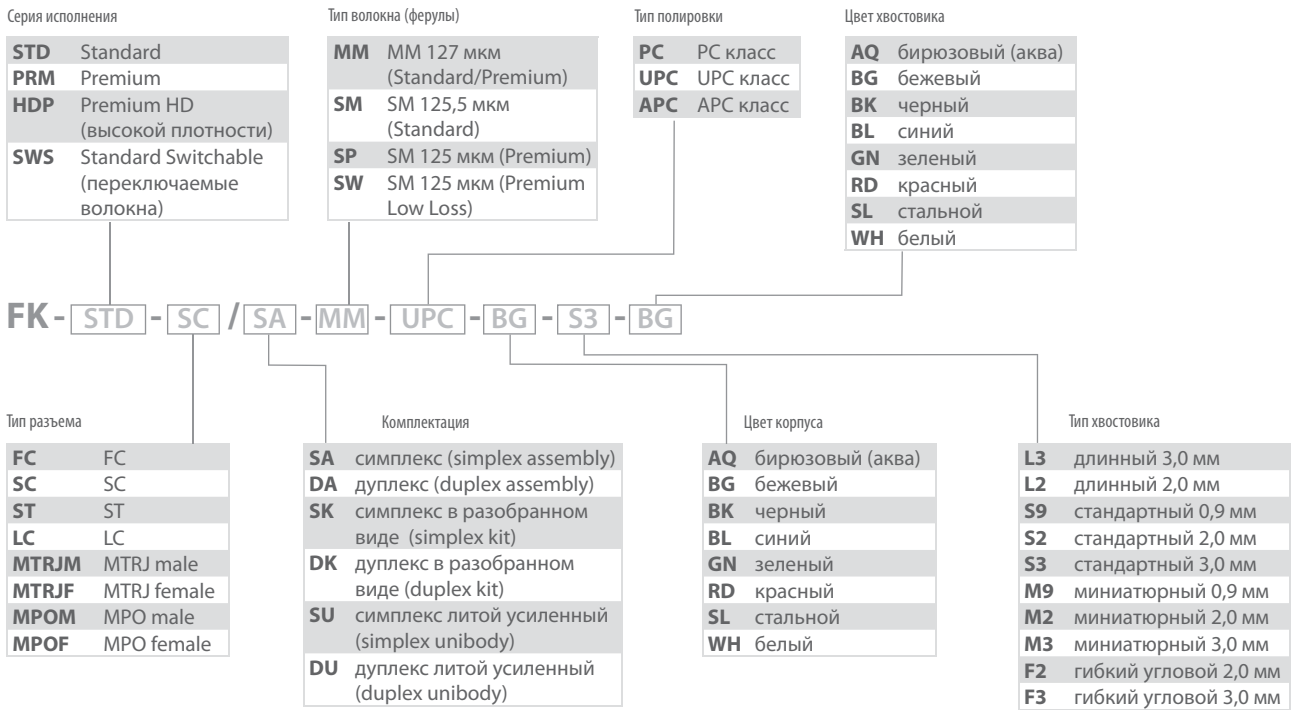 Серия исполнения
STD Standard
PRM Premium
HDP Premium HD
(высокой плотности)
SWS Standard Switchable
(переключаемые
волокна)
Тип волокна (ферулы)
MM MM 127 мкм
(Standard/Premium)
SM SM 125,5 мкм
(Standard)
SP SM 125 мкм (Premium)
SW SM 125 мкм (Premium
Low Loss)
Тип полировки
PC PC класс
UPC UPC класс
APC APC класс
Цвет хвостовика
AQ бирюзовый (аква)
BG бежевый
BK черный
BL синий
GN зеленый
RD красный
SL стальной
WH белый
FK - STD - SC / SA - MM - UPC - BG - S3 - BG
Тип разъема
FC FC
SC SC
ST ST
LC LC
MTRJM MTRJ male
MTRJF MTRJ female
MPOM MPO male
MPOF MPO female
Комплектация
SA симплекс (simplex assembly)
DA дуплекс (duplex assembly)
SK симплекс в разобранном
виде (simplex kit)
DK дуплекс в разобранном
виде (duplex kit)
SU симплекс литой усиленный
(simplex unibody)
DU дуплекс литой усиленный
(duplex unibody)
Цвет корпуса
AQ бирюзовый (аква)
BG бежевый
BK черный
BL синий
GN зеленый
RD красный
SL стальной
WH белый
Тип хвостовика
L3 длинный 3,0 мм
L2 длинный 2,0 мм
S9 стандартный 0,9 мм
S2 стандартный 2,0 мм
S3 стандартный 3,0 мм
M9 миниатюрный 0,9 мм
M2 миниатюрный 2,0 мм
M3 миниатюрный 3,0 мм
F2 гибкий угловой 2,0 мм
F3 гибкий угловой 3,0 мм